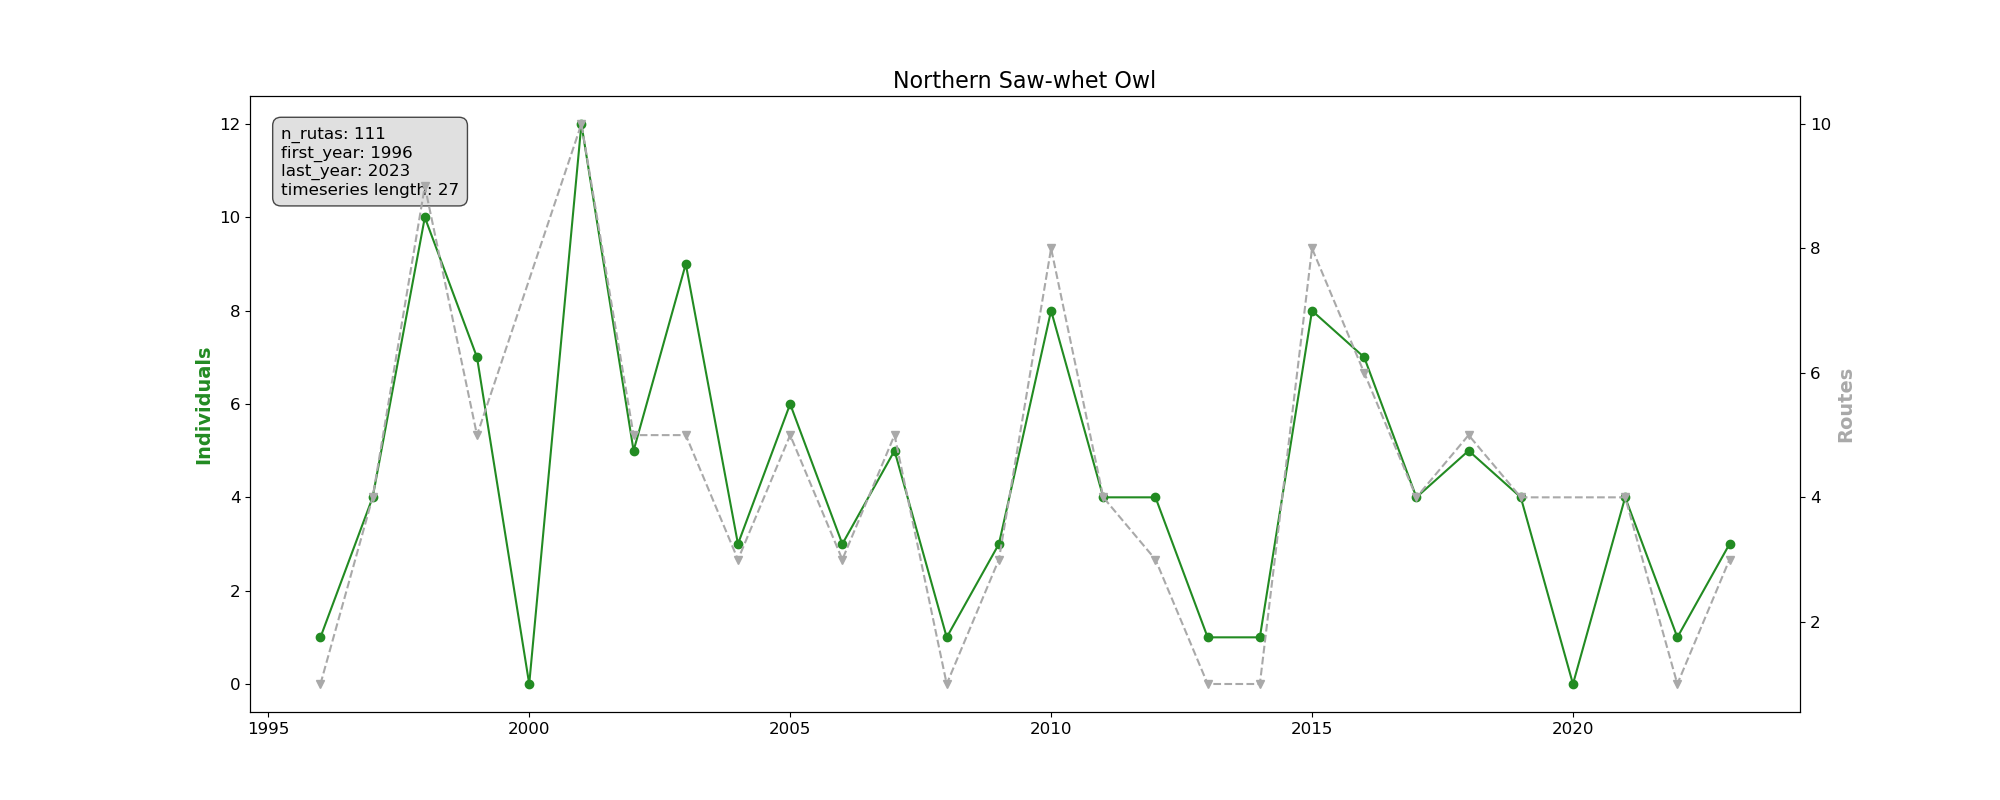 Northern Saw-whet Owl
n_rutas: 111
first_year: 1996
last_year: 2023
timeseries length: 27
12
10
8
6
4
2
0
Individuals
10
8
6
4
2
Routes
1995
2000
2005
2010
2015
2020